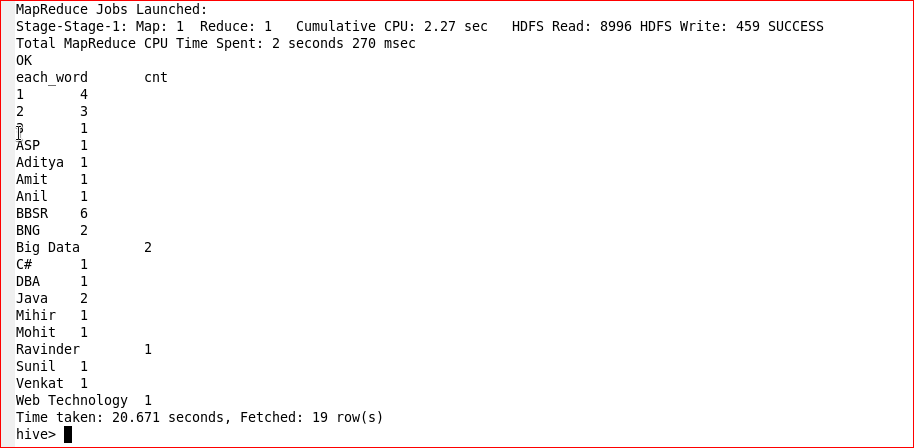 MapReduce Jobs Launched:
Stage-Stage-1: Map: 1  Reduce: 1   Cumulative CPU: 2.27 sec   HDFS Read: 8996 HDFS Write: 459 SUCCESS
Total MapReduce CPU Time Spent: 2 seconds 270 msec
OK
each_word	cnt
1	4
2	3
3	1
ASP	1
Aditya	1
Amit	1
Anil	1
BBSR	6
BNG	2
Big Data	2
C#	1
DBA	1
Java	2
Mihir	1
Mohit	1
Ravinder	1
Sunil	1
Venkat	1
Web Technology	1
Time taken: 20.671 seconds, Fetched: 19 row(s)
hive>